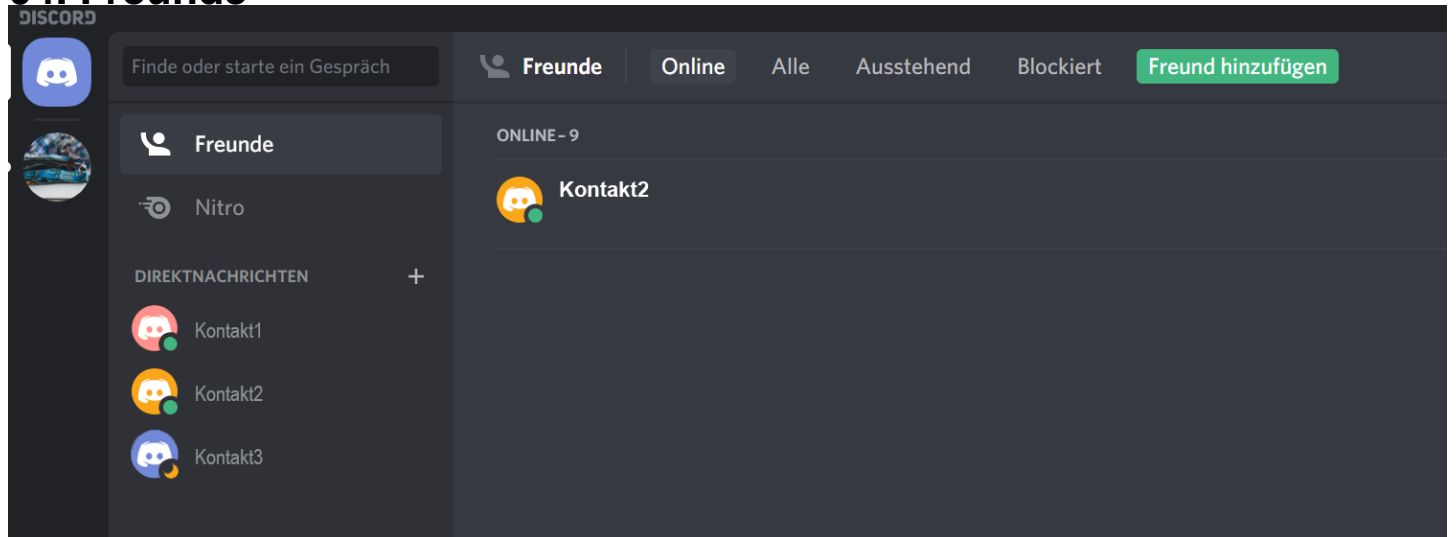 DISCORD
Finde oder starte ein Gespräch
Freunde
Online
Alle
Ausstehend
Blockiert
Freund hinzufügen
Freunde
Nitro
DIREKTNACHRICHTEN +
Kontakt1
Kontakt2
Kontakt3
ONLINE – 9
Kontakt2